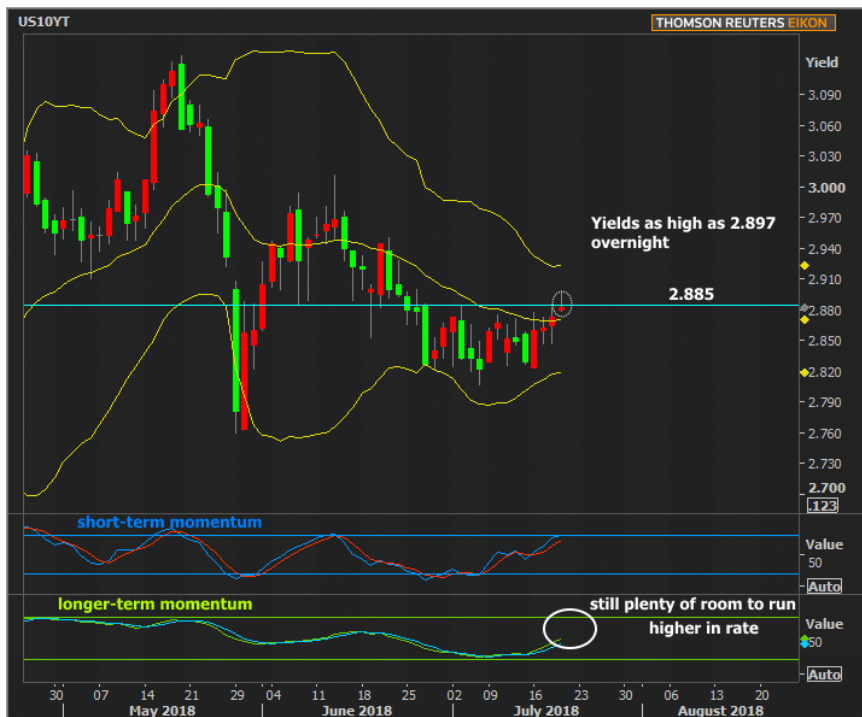 US10YT
THOMSON REUTERS EIKON
Yield
3.090
3.060
3.030
3.000
2.970
2.940
2.910
2.880
2.850
2.820
2.790
2.760
2.730
2.700
.123
Yields as high as 2.897
overnight
2.885
short-term momentum
Value
50
Auto
longer-term momentum
still plenty of room to run
higher in rate
Value
50
Auto
30 07 14 21 29 04 11 18 25 02 09 16 23 30 06 13 20
May 2018 June 2018 July 2018 August 2018